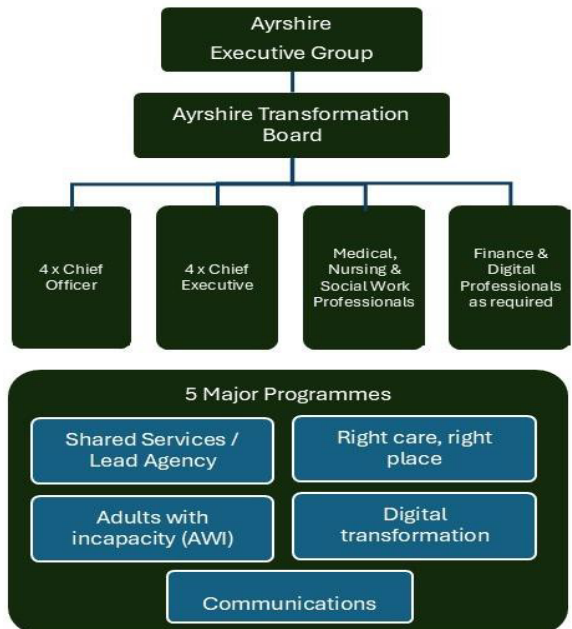 Ayrshire
Executive Group
Ayrshire Transformation
Board
4 x Chief
Officer
4 x Chief
Executive
Medical,
Nursing &
Social Work
Professionals
Finance &
Digital
Professionals
as required
5 Major Programmes
Shared Services /
Lead Agency
Right care, right
place
Adults with
incapacity (AWI)
Digital
transformation
Communications